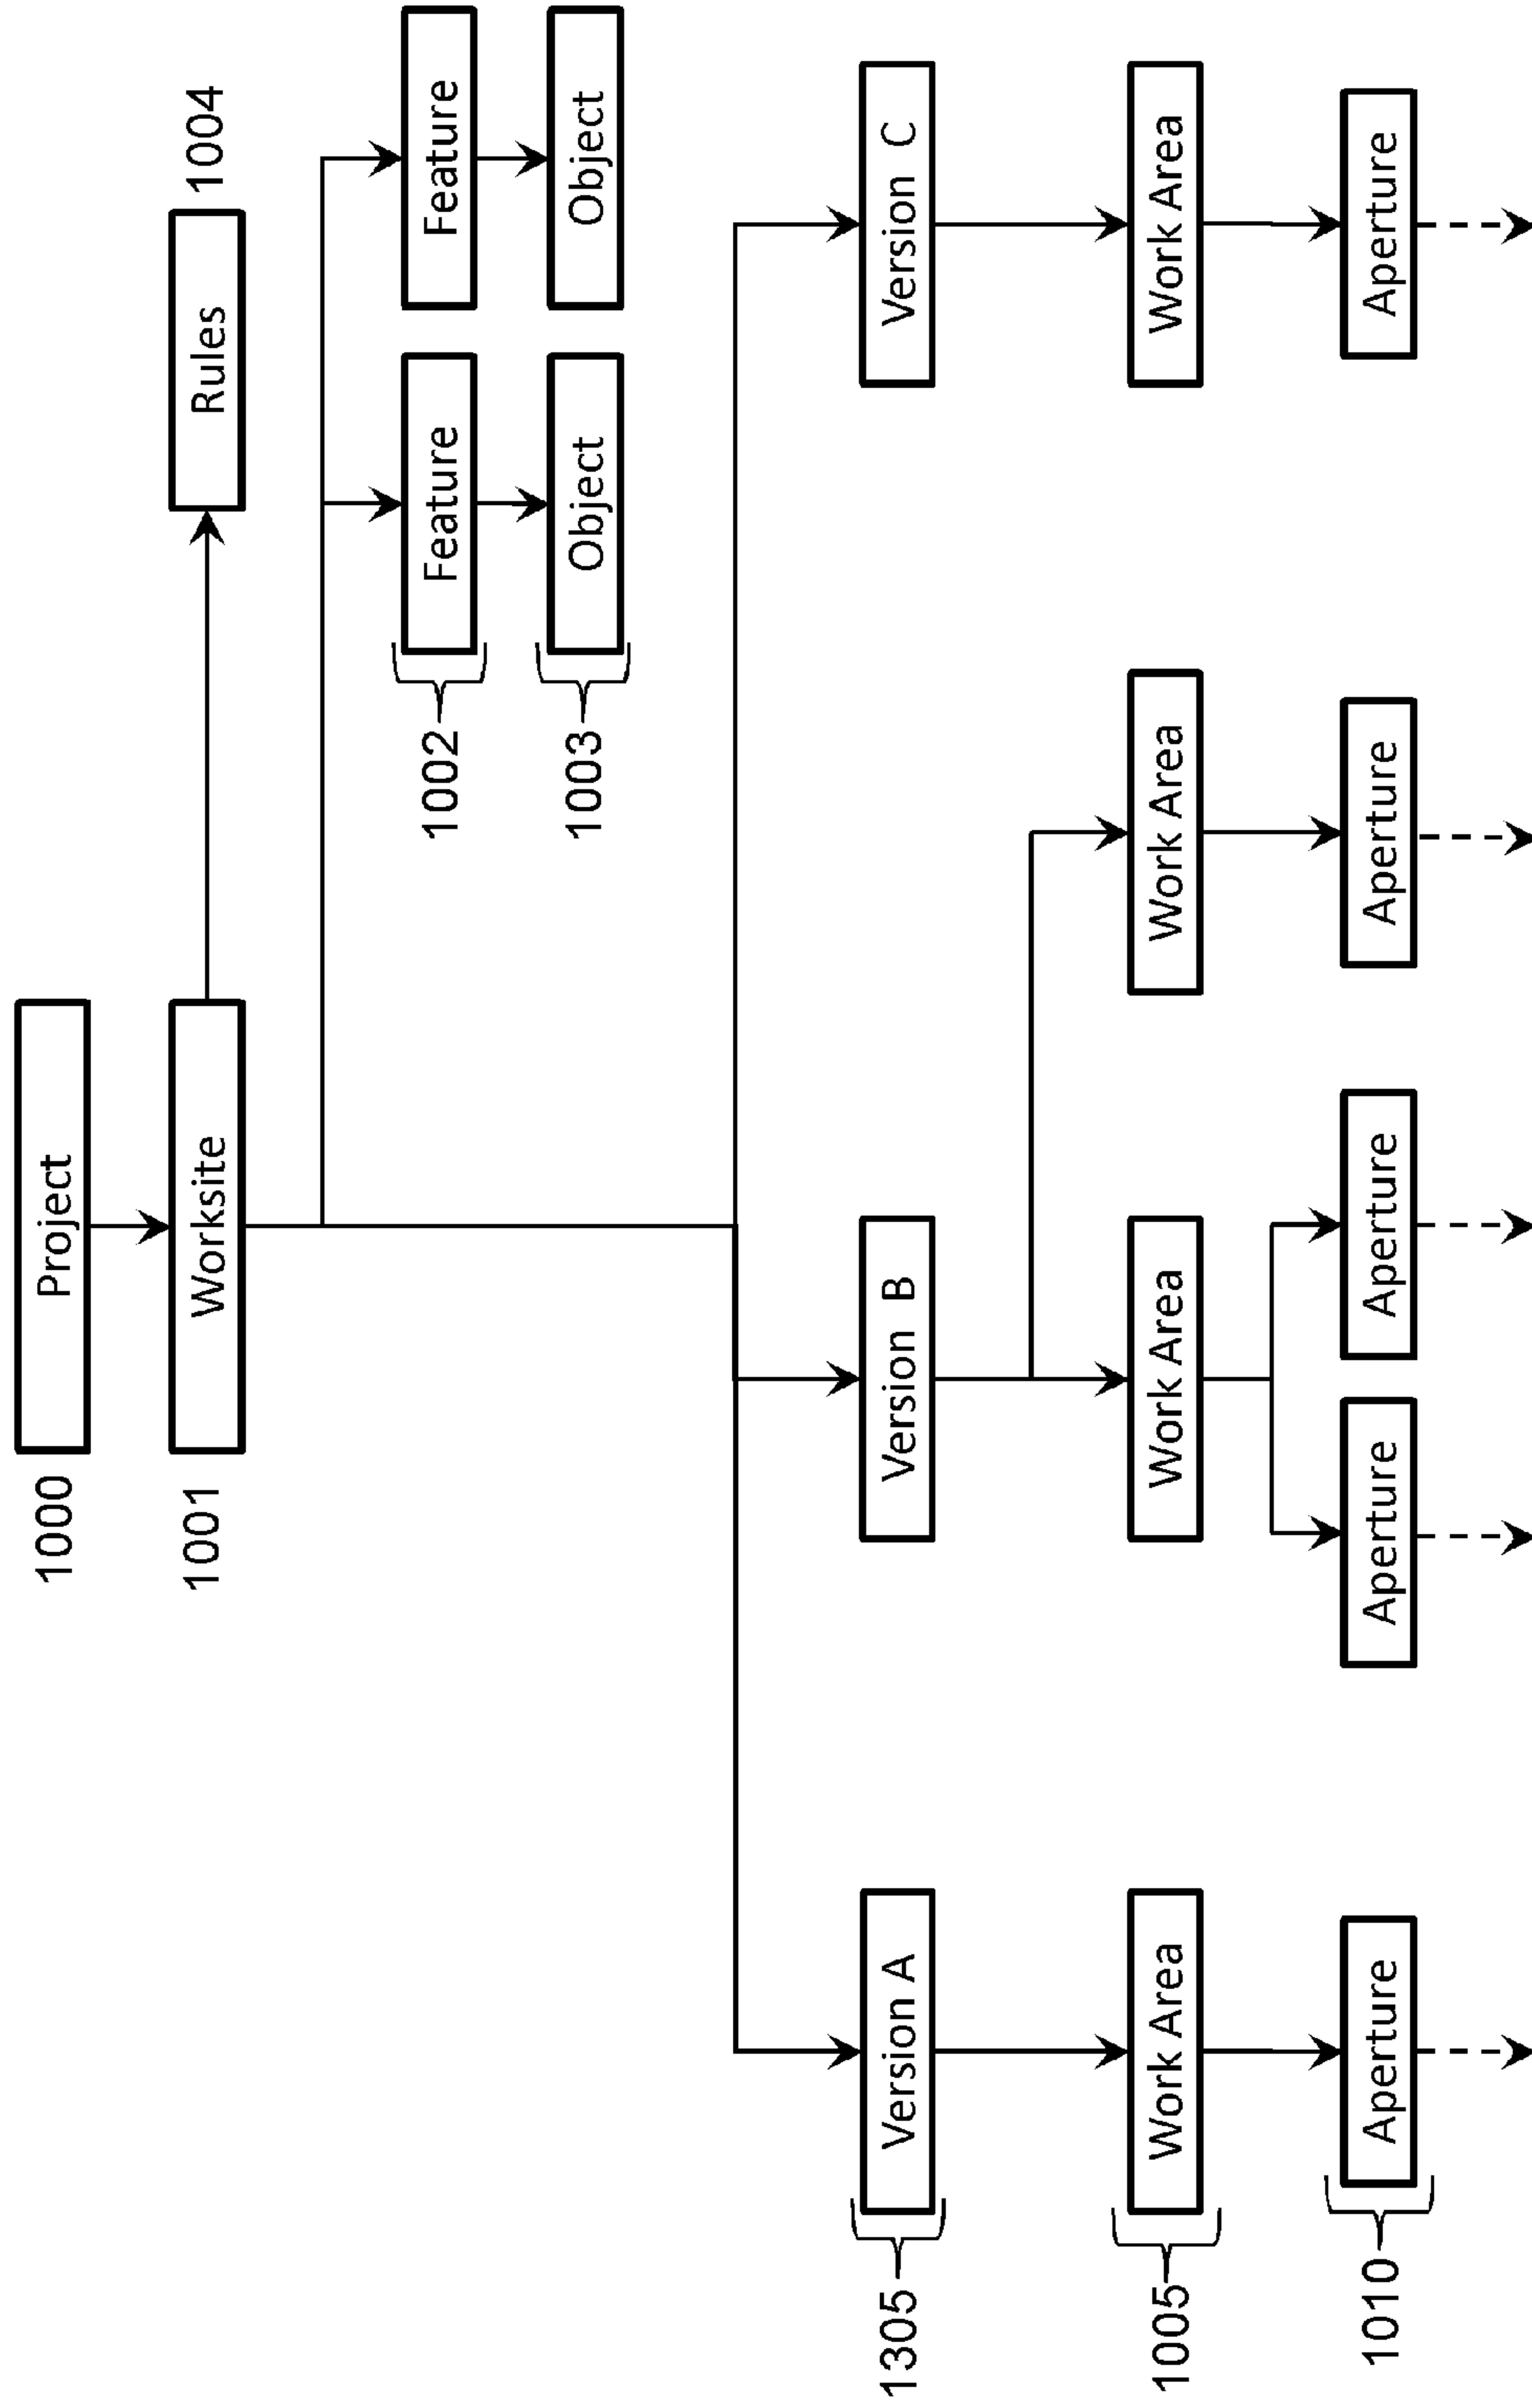 1000
Project
1001
Worksite
Rules
1004
1002
Feature
Feature
1003
Object
Object
1305
Version A
Version B
Version C
1005
Work Area
Work Area
Work Area
Work Area
1010
Aperture
Aperture
Aperture
Aperture
Aperture